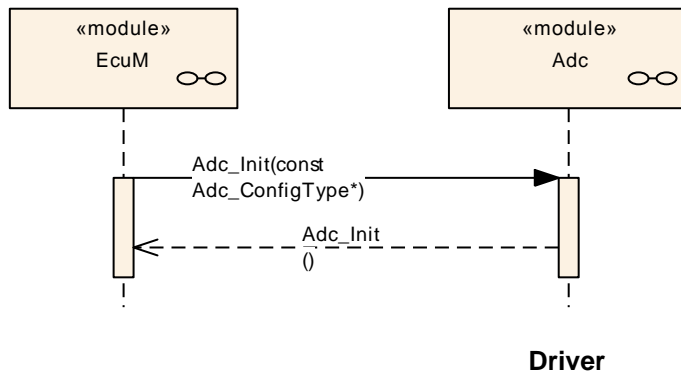 «module»
EcuM
«module»
Adc
Adc_Init(const
Adc_ConfigType*)
Adc_Init
()
Driver